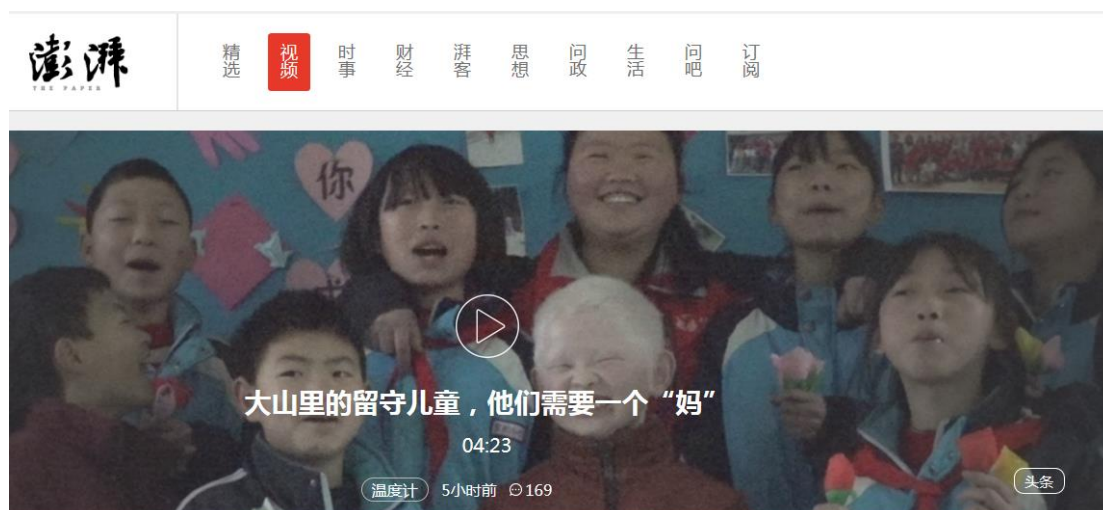 澎湃
THE PAPER
精选
视频
时事
财经
湃客
思想
问政
生活
问吧
订阅
你
大山里的留守儿童，他们需要一个“妈”
04:23
温度计 5小时前 169
头条